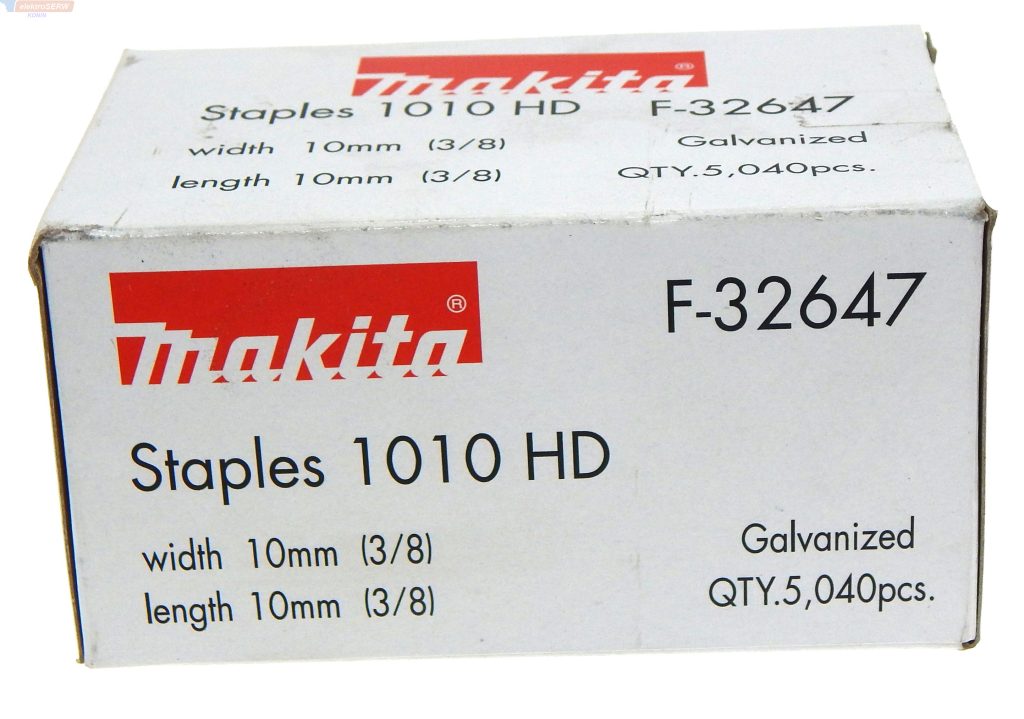 elektroSERW
KONIN
makita®
Staples 1010 HD F-32647
width 10mm (3/8) Galvanized
length 10mm (3/8) QTY.5,040pcs.
makita® F-32647
Staples 1010 HD
width 10mm (3/8) Galvanized
length 10mm (3/8) QTY.5,040pcs.